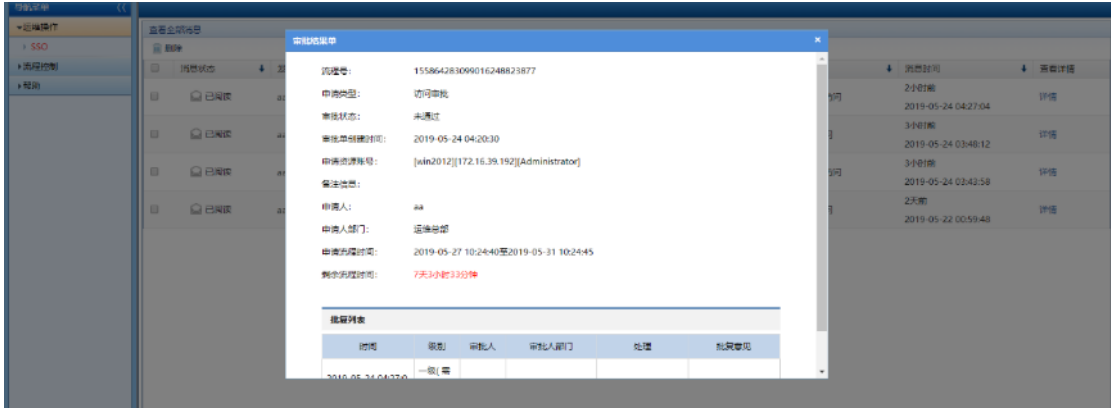 导航菜单
运维操作
SSO
流程控制
帮助
查看全部消息
删除
消息状态
消息时间
查看详情
已阅读
2小时前
2019-05-24 04:27:04
详情
已阅读
3小时前
2019-05-24 03:48:12
详情
已阅读
3小时前
2019-05-24 03:43:58
详情
已阅读
2天前
2019-05-22 00:59:48
详情
审批结果单
流程号: 155864283099016248823877
申请类型: 访问审批
审批状态: 未通过
审批单创建时间: 2019-05-24 04:20:30
申请资源账号: [win2012][172.16.39.192][Administrator]
备注信息:
申请人: aa
申请人部门: 运维总部
申请流程时间: 2019-05-27 10:24:40至2019-05-31 10:24:45
剩余流程时间: 7天3小时33分钟
批复列表
时间 级别 审批人 审批人部门 处理 批复意见
一级(需
2019-05-24 04:27:0